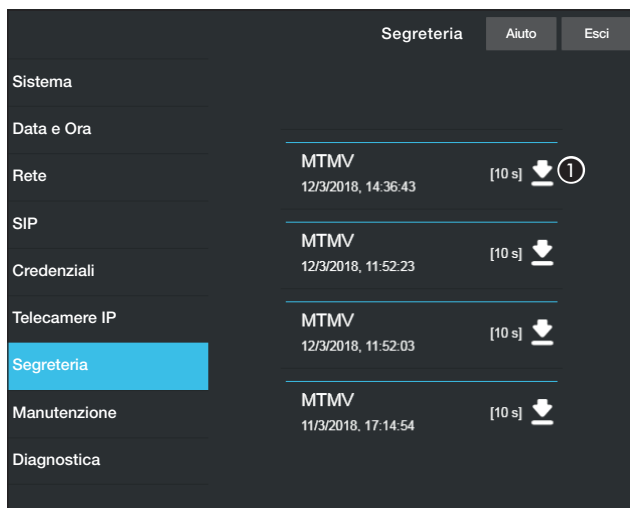 Segreteria Aiuto Esci
Sistema
Data e Ora
Rete
SIP
Credenziali
Telecamere IP
Segreteria
Manutenzione
Diagnostica
MTMV
12/3/2018, 14:36:43
[10 s] 1
MTMV
12/3/2018, 11:52:23
[10 s]
MTMV
12/3/2018, 11:52:03
[10 s]
MTMV
11/3/2018, 17:14:54
[10 s]